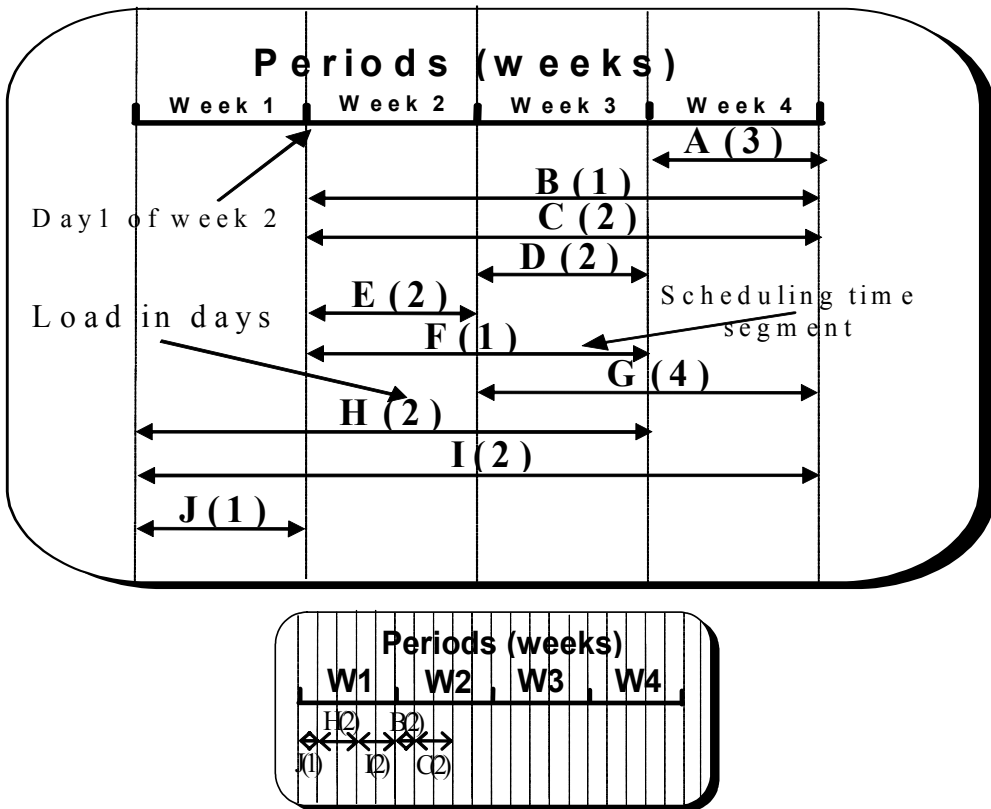 Periods (weeks)
Week 1 Week 2 Week 3 Week 4
A (3)
B (1)
Day1 of week 2
C (2)
D (2)
E (2)
Scheduling time
segment
Load in days
F (1)
G (4)
H (2)
I (2)
J (1)
Periods (weeks)
W1 W2 W3 W4
H(2) B(2)
J(1) I(2) C(2)